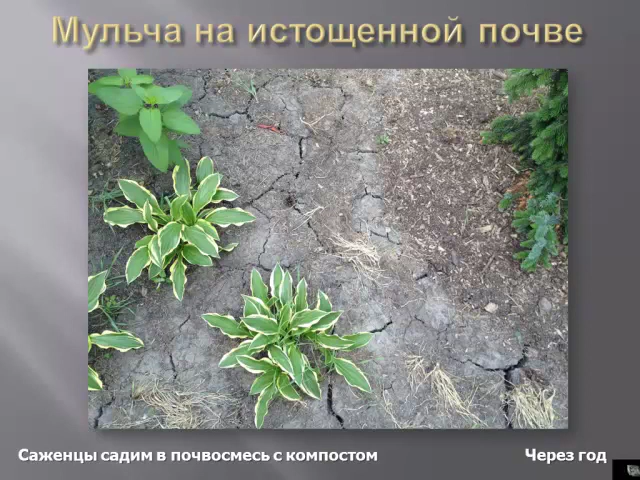 Мульча на истощенной почве
Саженцы садим в почвосмесь с компостом
Через год